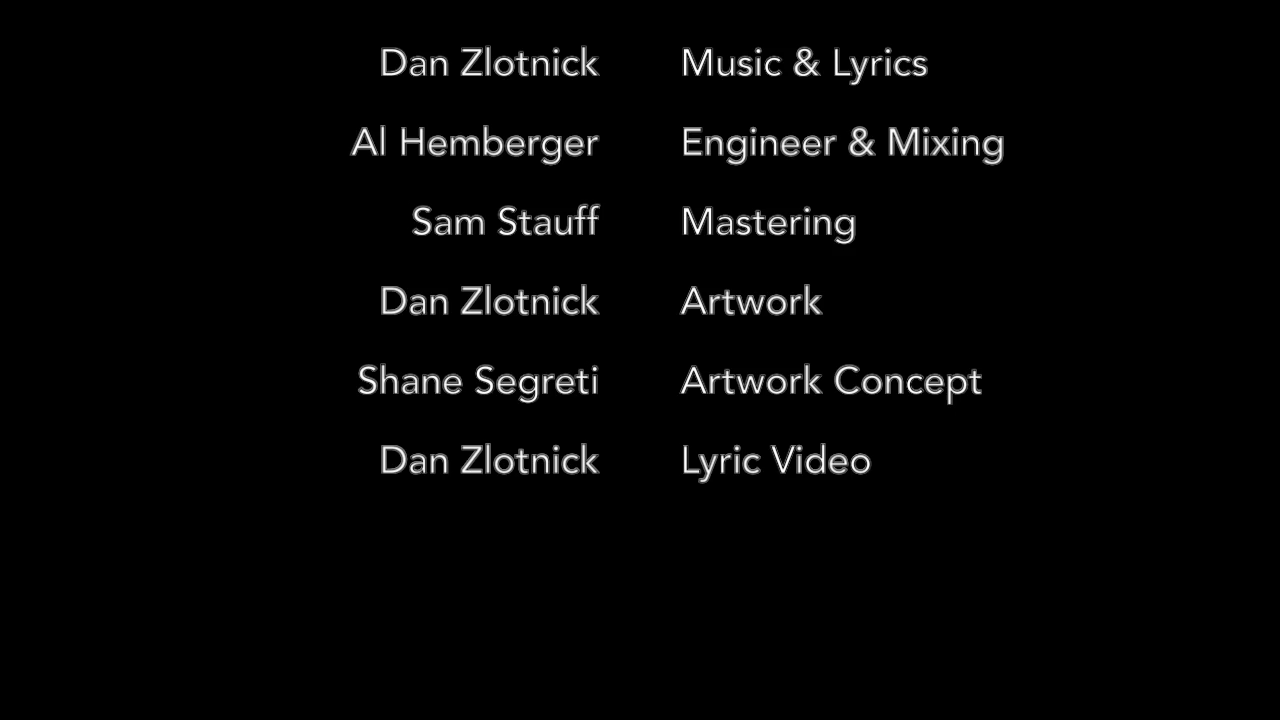 Dan Zlotnick Music & Lyrics
Al Hemberger Engineer & Mixing
Sam Stauff Mastering
Dan Zlotnick Artwork
Shane Segreti Artwork Concept
Dan Zlotnick Lyric Video